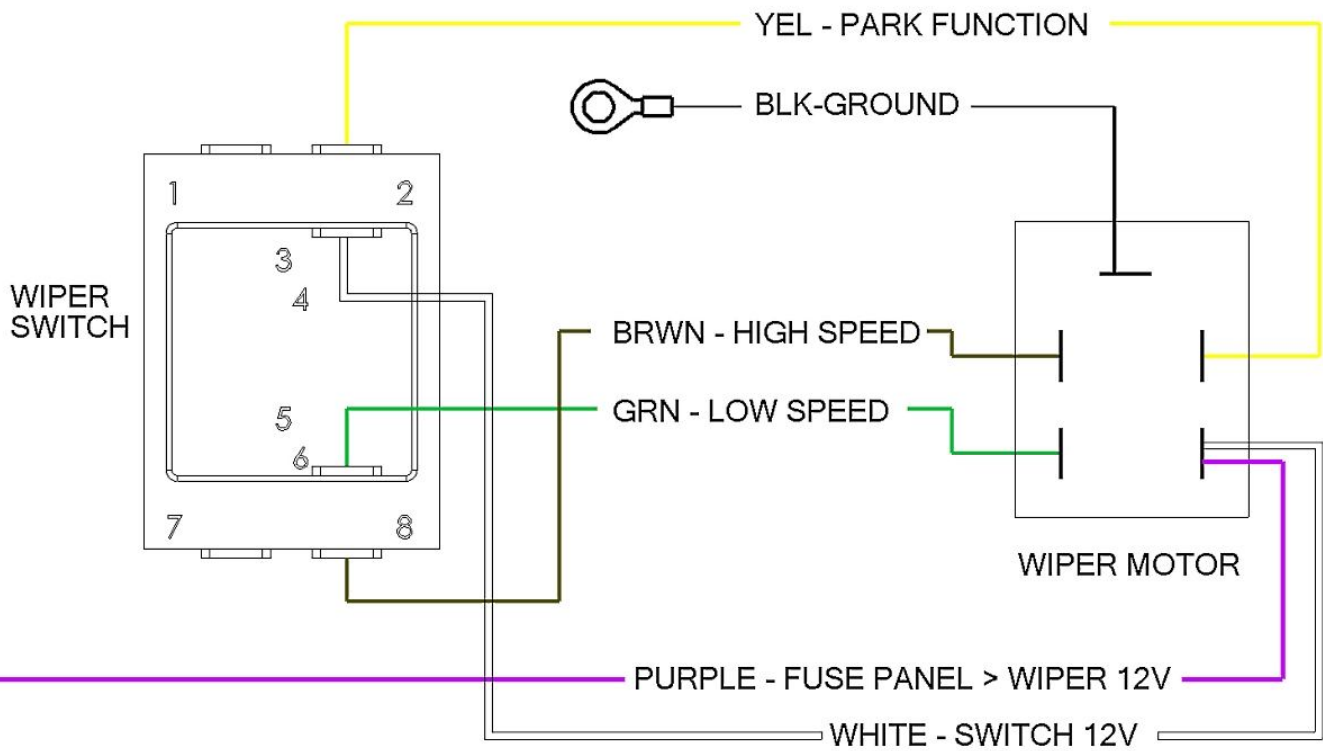 YEL - PARK FUNCTION
BLK-GROUND
1 2
3
4
WIPER
SWITCH
BRWN - HIGH SPEED
GRN - LOW SPEED
5
6
7 8
WIPER MOTOR
PURPLE - FUSE PANEL > WIPER 12V
WHITE - SWITCH 12V